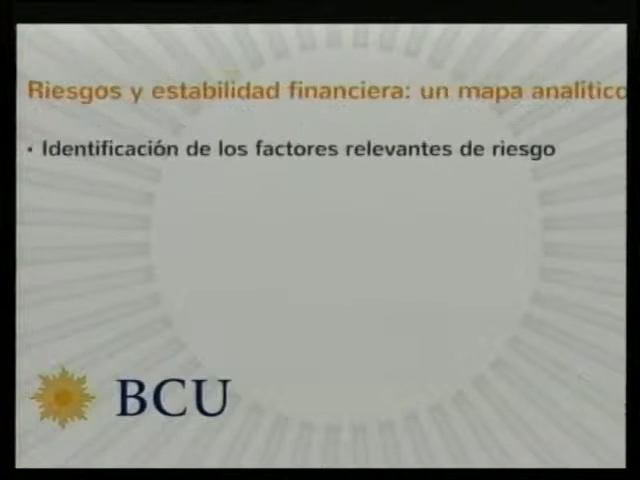 Riesgos y estabilidad financiera: un mapa analítico
• Identificación de los factores relevantes de riesgo
BCU